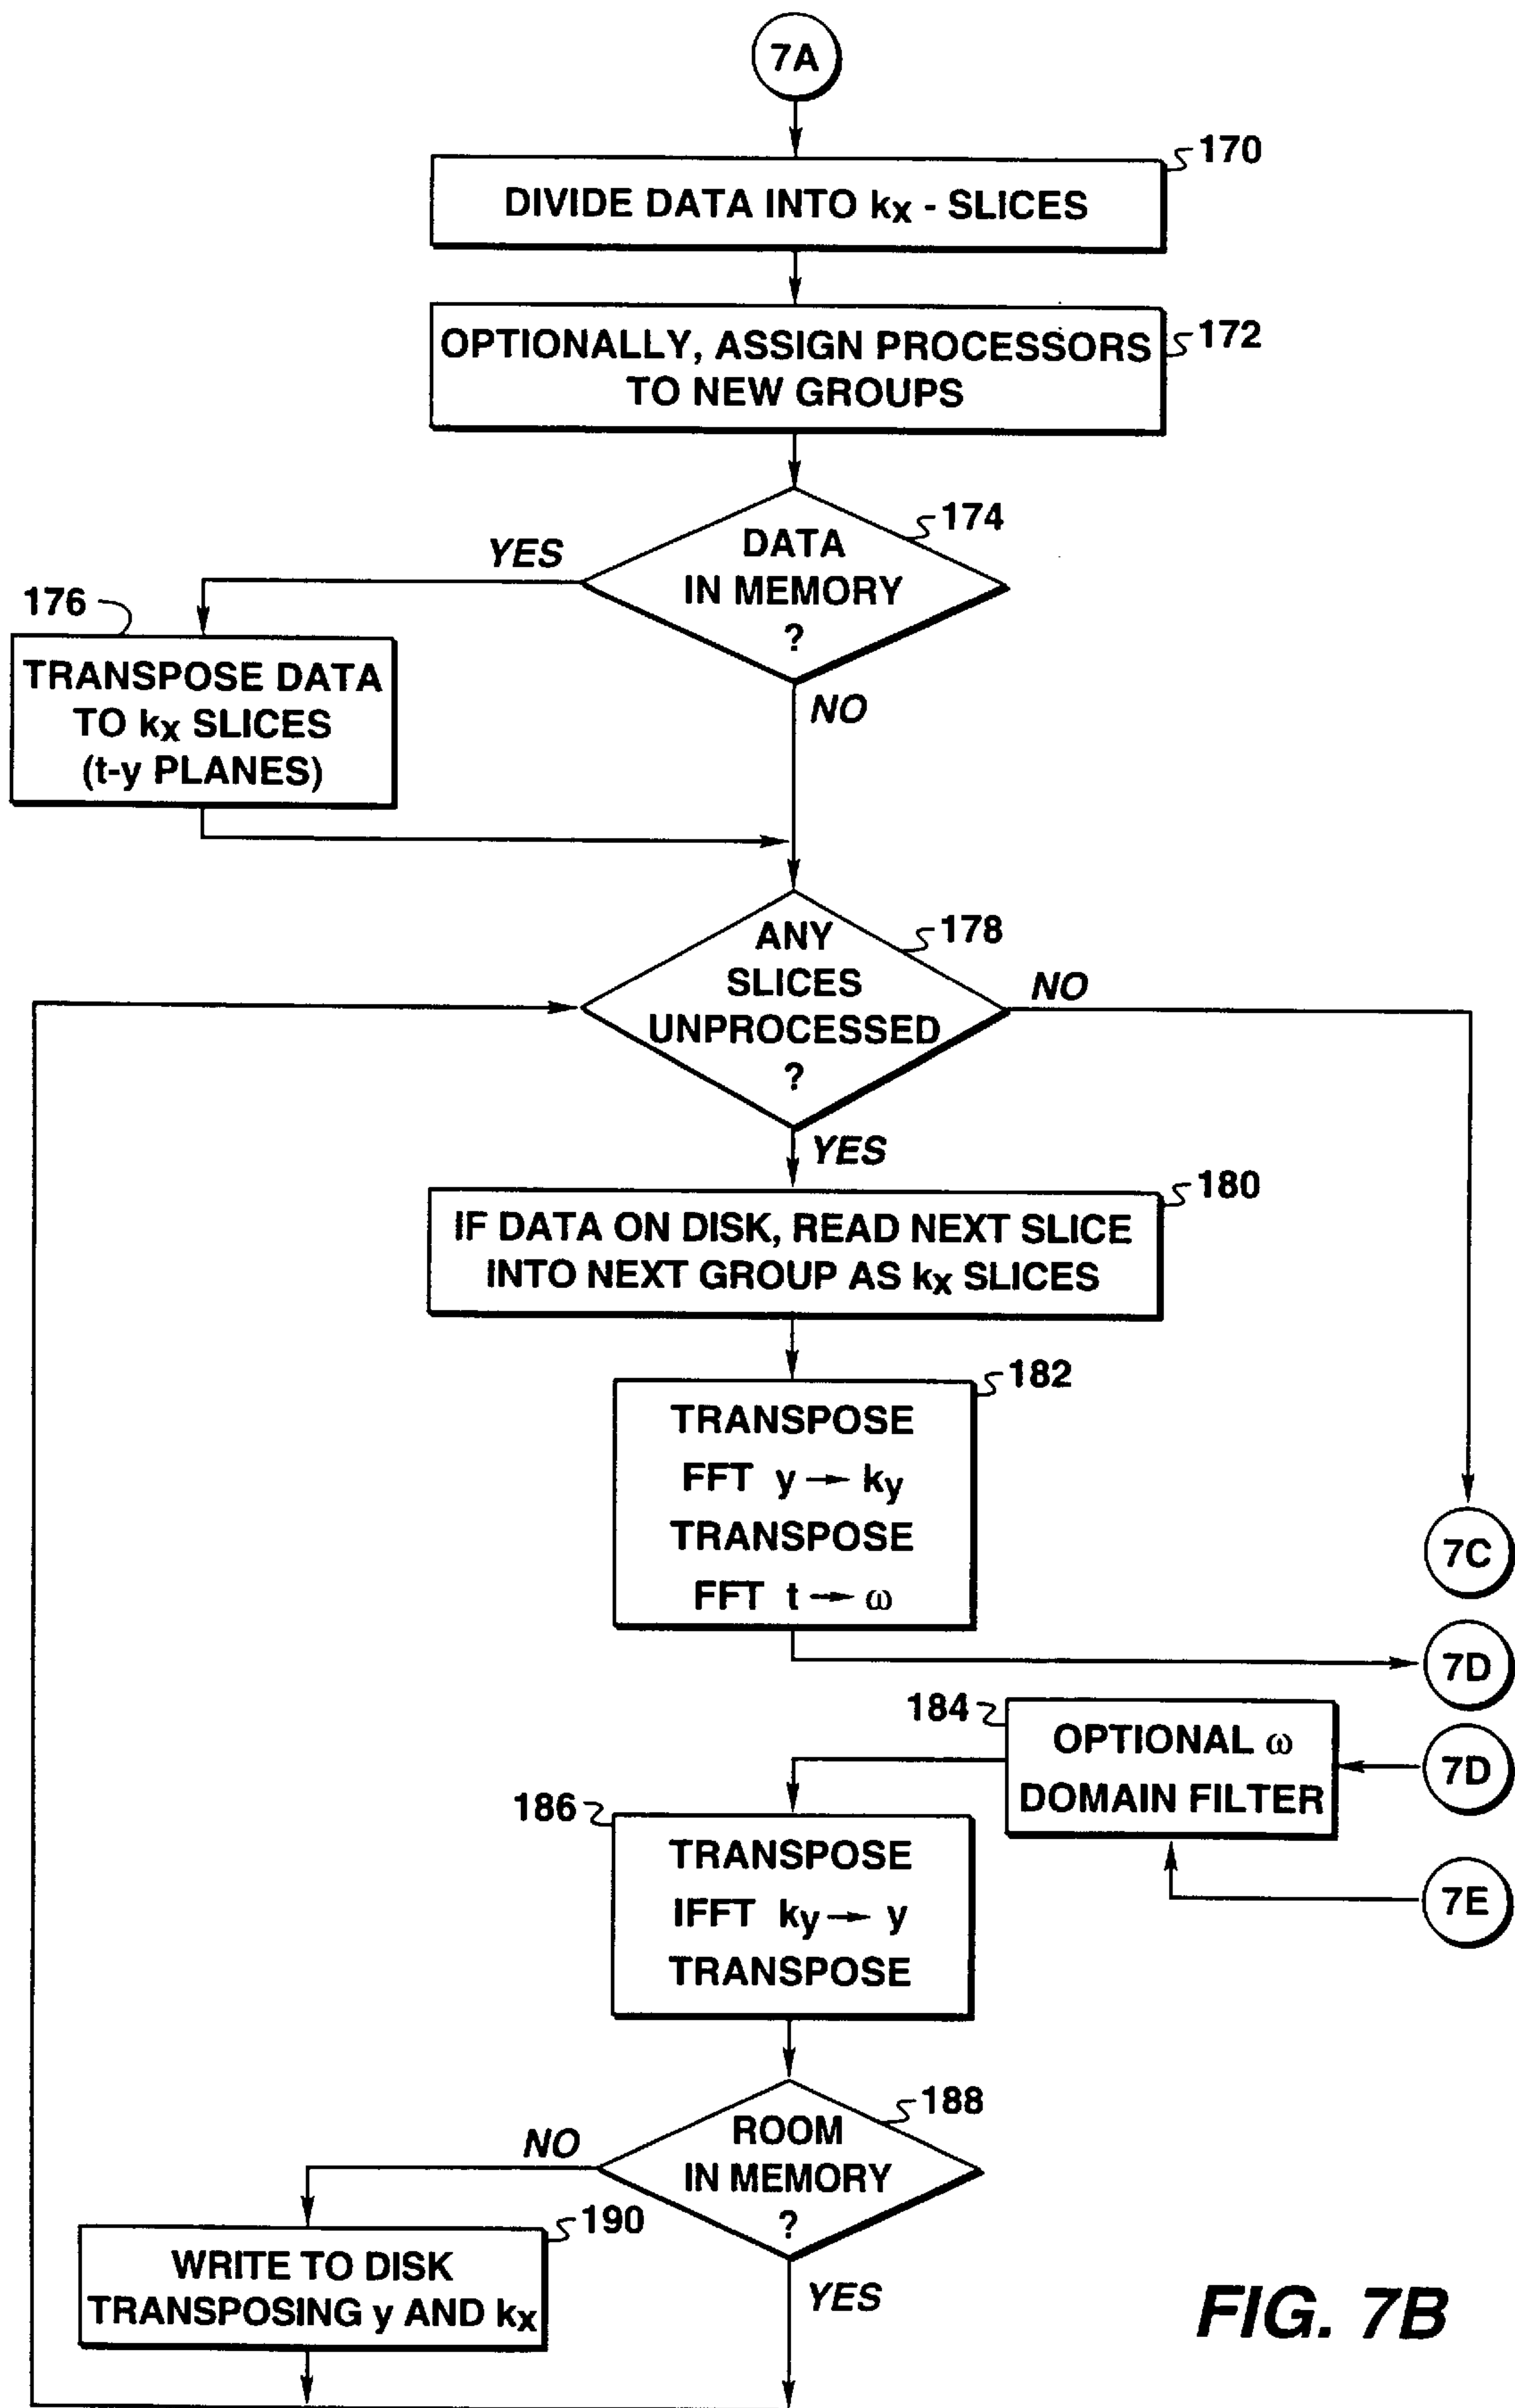 7A
170
DIVIDE DATA INTO kx - SLICES
172
OPTIONALLY, ASSIGN PROCESSORS
TO NEW GROUPS
174
DATA
IN MEMORY
?
YES
NO
176
TRANSPOSE DATA
TO kx SLICES
(t-y PLANES)
178
ANY
SLICES
UNPROCESSED
?
NO
YES
180
IF DATA ON DISK, READ NEXT SLICE
INTO NEXT GROUP AS kx SLICES
182
TRANSPOSE
FFT y → ky
TRANSPOSE
FFT t → ω
7C
7D
184
OPTIONAL ω
DOMAIN FILTER
7D
7E
186
TRANSPOSE
IFFT ky → y
TRANSPOSE
188
ROOM
IN MEMORY
?
NO
YES
190
WRITE TO DISK
TRANSPOSING y AND kx
FIG. 7B